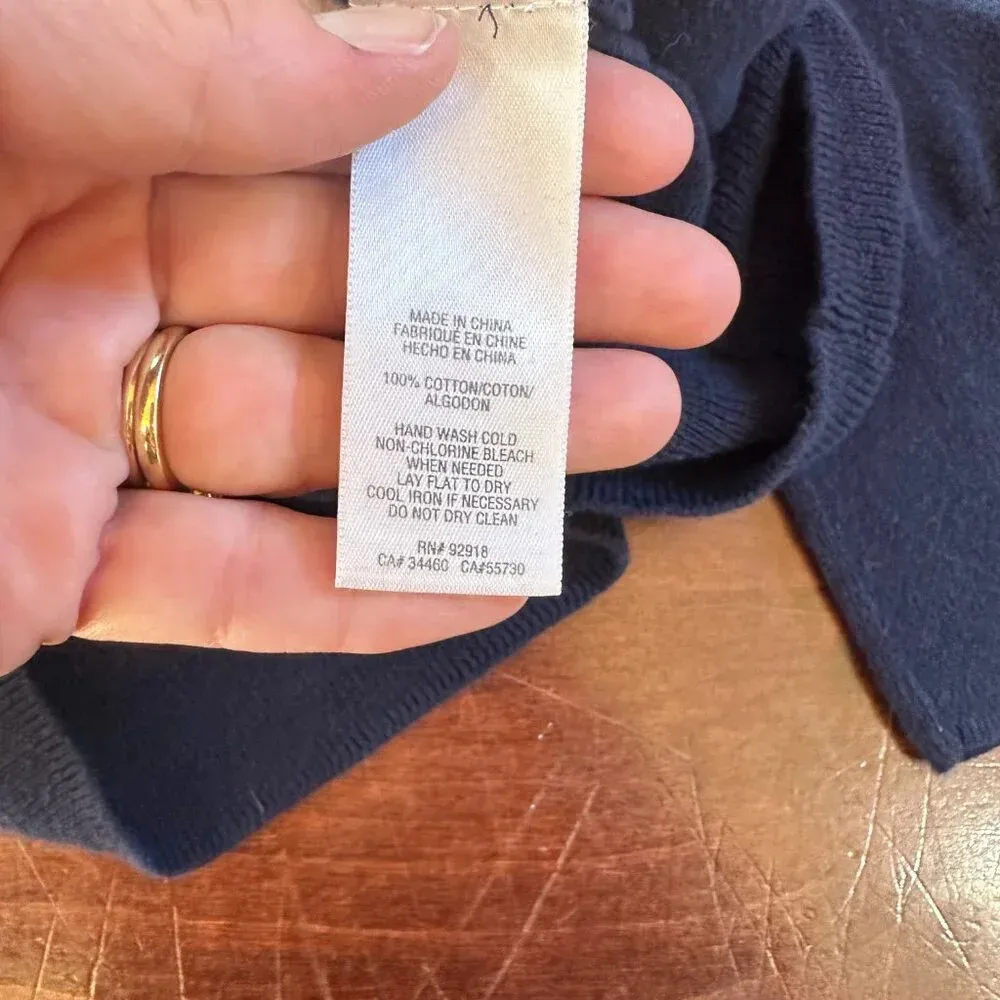 MADE IN CHINA
FABRIQUÉ EN CHINE
HECHO EN CHINA
100% COTTON/COTON/
ALGODON
HAND WASH COLD
NON-CHLORINE BLEACH
WHEN NEEDED
LAY FLAT TO DRY
COOL IRON IF NECESSARY
DO NOT DRY CLEAN
RN# 92918
CA# 34460 CA#55730